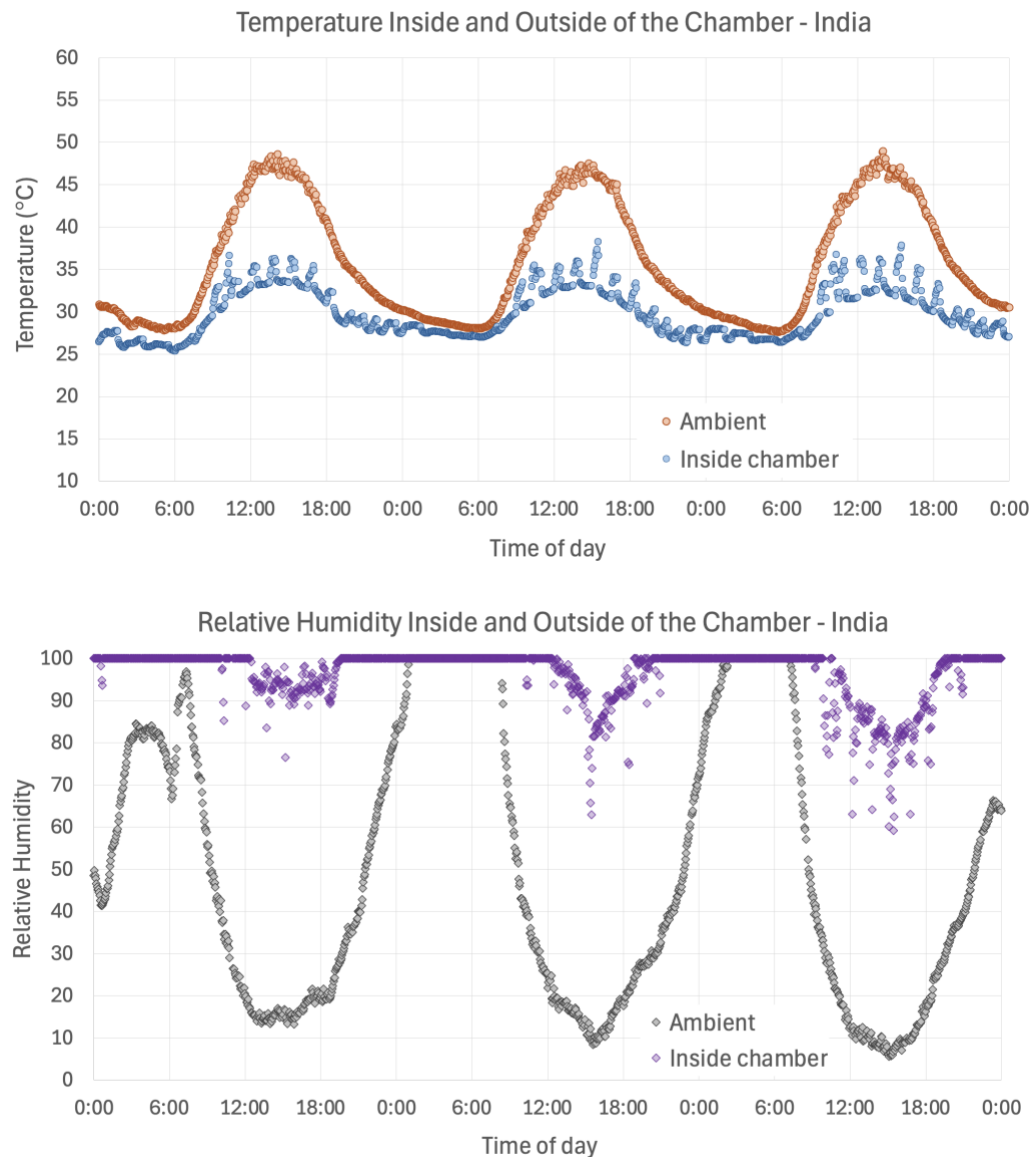 Temperature Inside and Outside of the Chamber - India
60
55
50
45
40
35
30
25
20
15
10
Temperature (°C)
Ambient
Inside chamber
0:00 6:00 12:00 18:00 0:00 6:00 12:00 18:00 0:00 6:00 12:00 18:00 0:00
Time of day
Relative Humidity Inside and Outside of the Chamber - India
100
90
80
70
60
50
40
30
20
10
0
Relative Humidity
Ambient
Inside chamber
0:00 6:00 12:00 18:00 0:00 6:00 12:00 18:00 0:00 6:00 12:00 18:00 0:00
Time of day